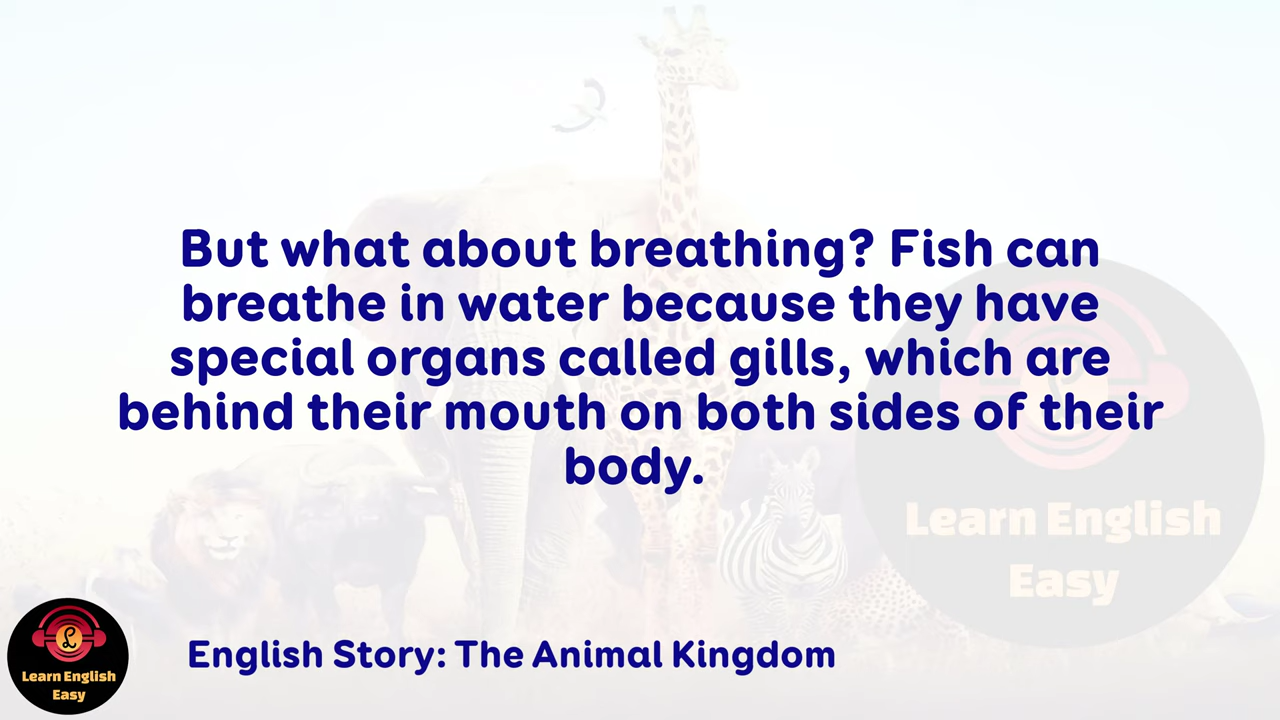 But what about breathing? Fish can
breathe in water because they have
special organs called gills, which are
behind their mouth on both sides of their
body.
Learn English
Easy
English Story: The Animal Kingdom
Learn English
Easy